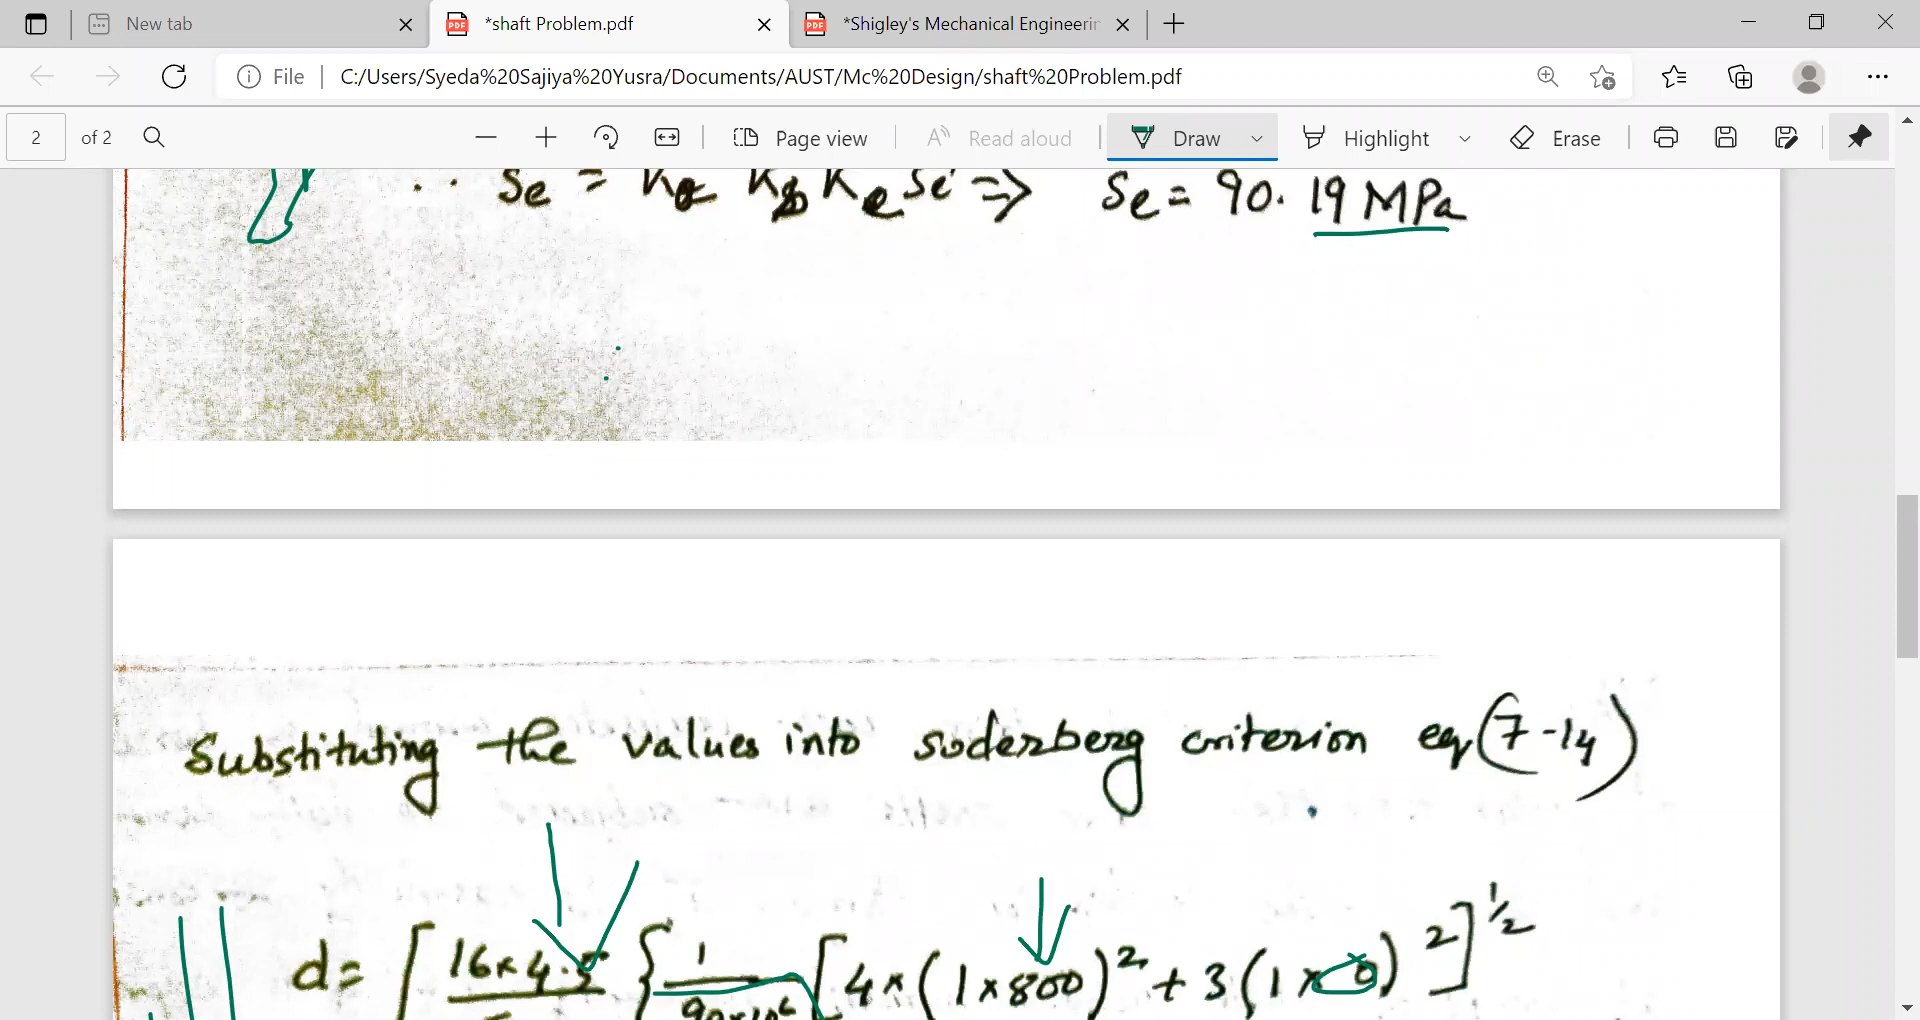 New tab
*shaft Problem.pdf
*Shigley's Mechanical Engineerin
File
C:/Users/Syeda%20Sajiya%20Yusra/Documents/AUST/Mc%20Design/shaft%20Problem.pdf
2 of 2
Page view
Read aloud
Draw
Highlight
Erase
Se = Ka Kb Ke Se' => Se = 90.19 MPa
Substituting the values into soderberg criterion eq(7-14)
d = [ 16×4.5 { 1 [ 4×(1×800)² + 3(1×0)² ]^1/2
90×10⁶